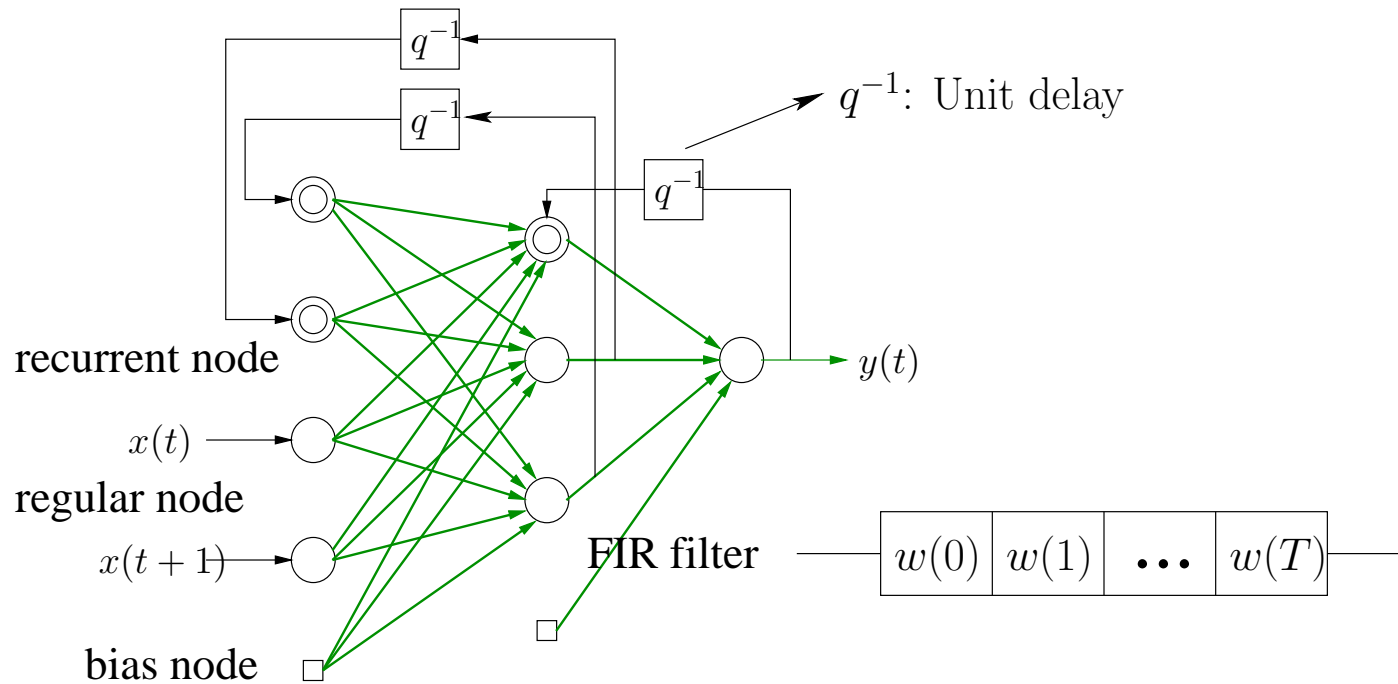 q⁻¹
q⁻¹
q⁻¹: Unit delay
q⁻¹
recurrent node
y(t)
x(t)
regular node
x(t + 1)
FIR filter
w(0) w(1) ••• w(T)
bias node